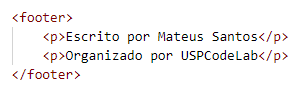 <footer>
    <p>Escrito por Mateus Santos</p>
    <p>Organizado por USPCodeLab</p>
</footer>